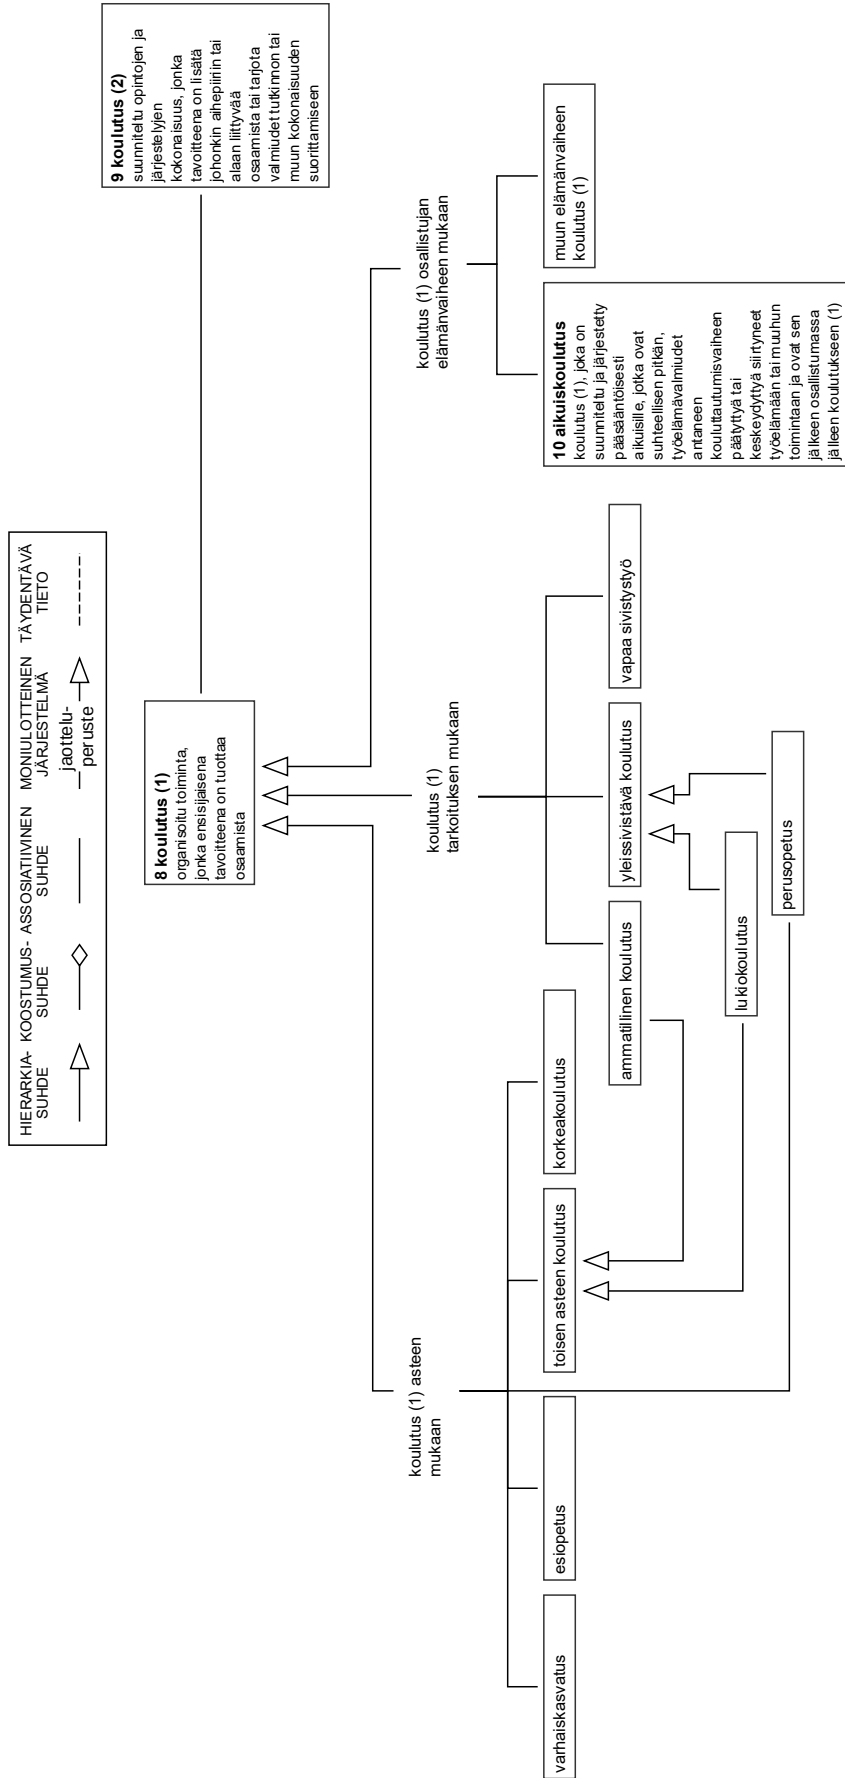 HIERARKIA-
SUHDE
KOOSTUMUS-
SUHDE
ASSOSIATIIVINEN
SUHDE
MONIULOTTEINEN
JÄRJESTELMÄ
jaottelu-
peruste
TÄYDENTÄVÄ
TIETO
8 koulutus (1)
organisoitu toiminta,
jonka ensisijaisena
tavoitteena on tuottaa
osaamista
9 koulutus (2)
suunniteltu opintojen ja
järjestelyjen
kokonaisuus, jonka
tavoitteena on lisätä
johonkin aihepiiriin tai
alaan liittyvää
osaamista tai tarjota
valmiudet tutkinnon tai
muun kokonaisuuden
suorittamiseen
koulutus (1) asteen
mukaan
koulutus (1)
tarkoituksen mukaan
koulutus (1) osallistujan
elämänvaiheen mukaan
varhaiskasvatus
esiopetus
toisen asteen koulutus
korkeakoulutus
ammatillinen koulutus
yleissivistävä koulutus
vapaa sivistystyö
10 aikuiskoulutus
koulutus (1), joka on
suunniteltu ja järjestetty
pääsääntöisesti
aikuisille, jotka ovat
suhteellisen pitkän,
työelämävalmiudet
antaneen
kouluttautumisvaiheen
päätyttyä tai
keskeydyttyä siirtyneet
työelämään tai muuhun
toimintaan ja ovat sen
jälkeen osallistumassa
jälleen koulutukseen (1)
muun elämänvaiheen
koulutus (1)
lukiokoulutus
perusopetus